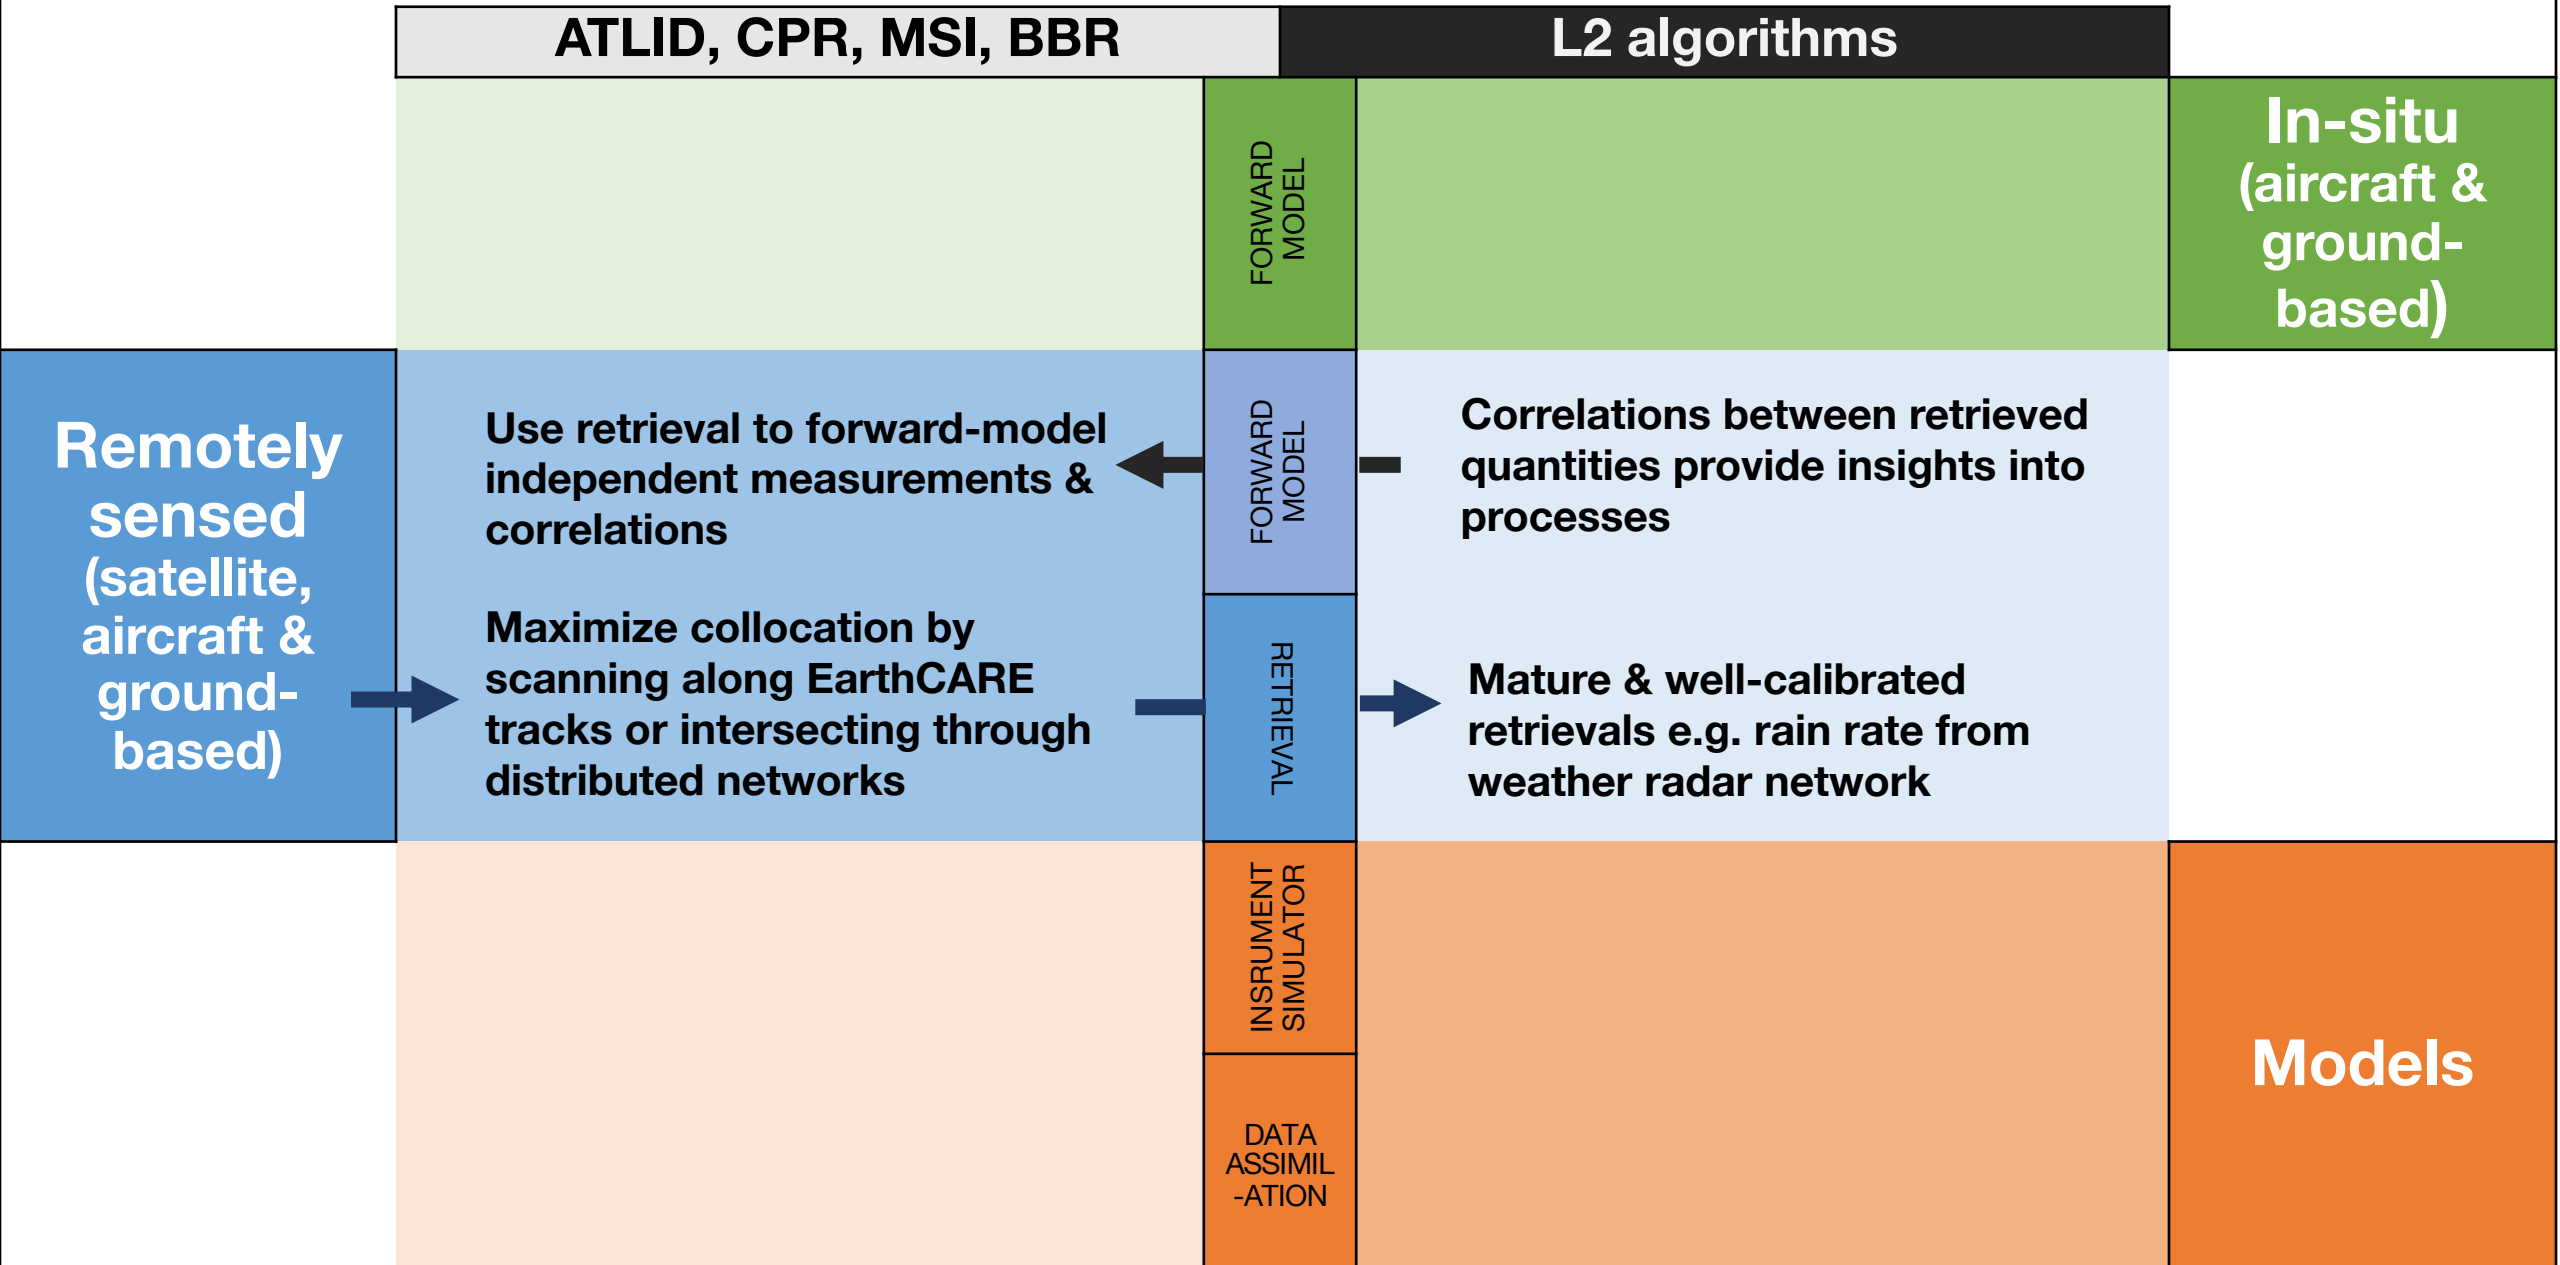 ATLID, CPR, MSI, BBR
L2 algorithms
FORWARD
MODEL
In-situ
(aircraft &
ground-
based)
Remotely
sensed
(satellite,
aircraft &
ground-
based)
Use retrieval to forward-model
independent measurements &
correlations
FORWARD
MODEL
Correlations between retrieved
quantities provide insights into
processes
Maximize collocation by
scanning along EarthCARE
tracks or intersecting through
distributed networks
RETRIEVAL
Mature & well-calibrated
retrievals e.g. rain rate from
weather radar network
INSRUMENT
SIMULATOR
DATA
ASSIMIL
-ATION
Models